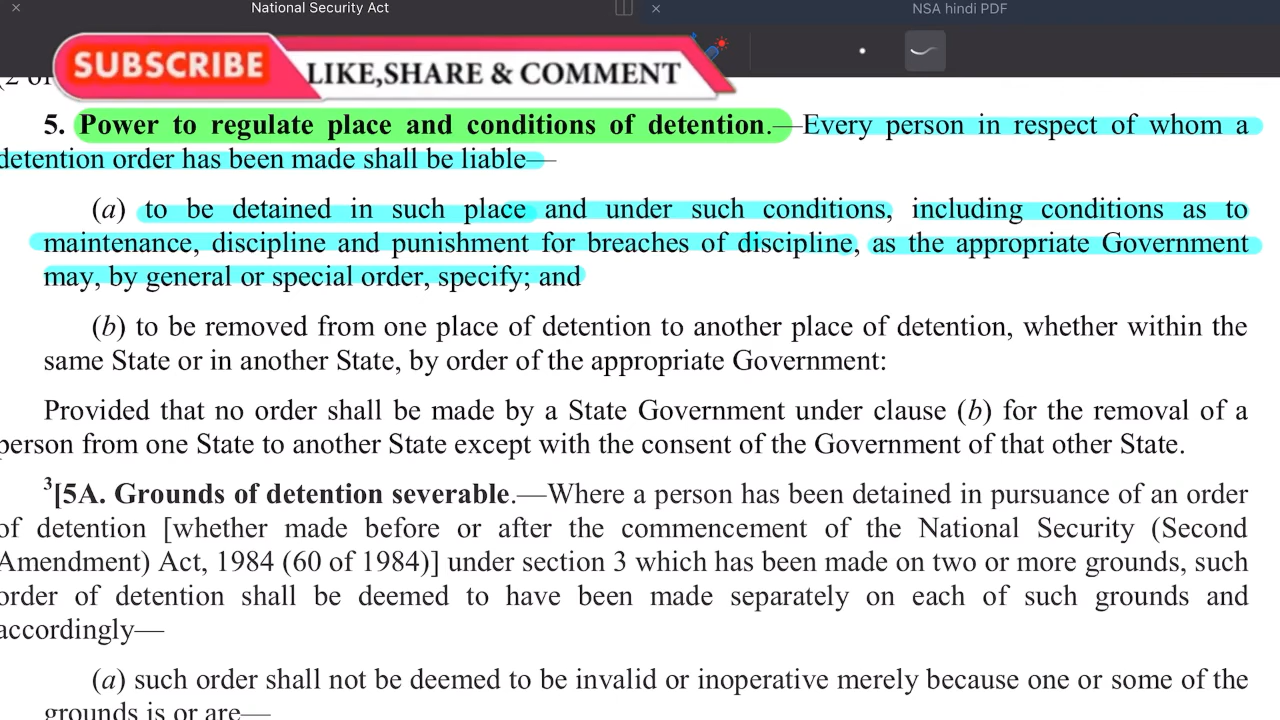 National Security Act
NSA hindi PDF
SUBSCRIBE
LIKE,SHARE & COMMENT
(2 of
5. Power to regulate place and conditions of detention.—Every person in respect of whom a
detention order has been made shall be liable—
(a) to be detained in such place and under such conditions, including conditions as to
maintenance, discipline and punishment for breaches of discipline, as the appropriate Government
may, by general or special order, specify; and
(b) to be removed from one place of detention to another place of detention, whether within the
same State or in another State, by order of the appropriate Government:
Provided that no order shall be made by a State Government under clause (b) for the removal of a
person from one State to another State except with the consent of the Government of that other State.
3[5A. Grounds of detention severable.—Where a person has been detained in pursuance of an order
of detention [whether made before or after the commencement of the National Security (Second
Amendment) Act, 1984 (60 of 1984)] under section 3 which has been made on two or more grounds, such
order of detention shall be deemed to have been made separately on each of such grounds and
accordingly—
(a) such order shall not be deemed to be invalid or inoperative merely because one or some of the
grounds is or are—